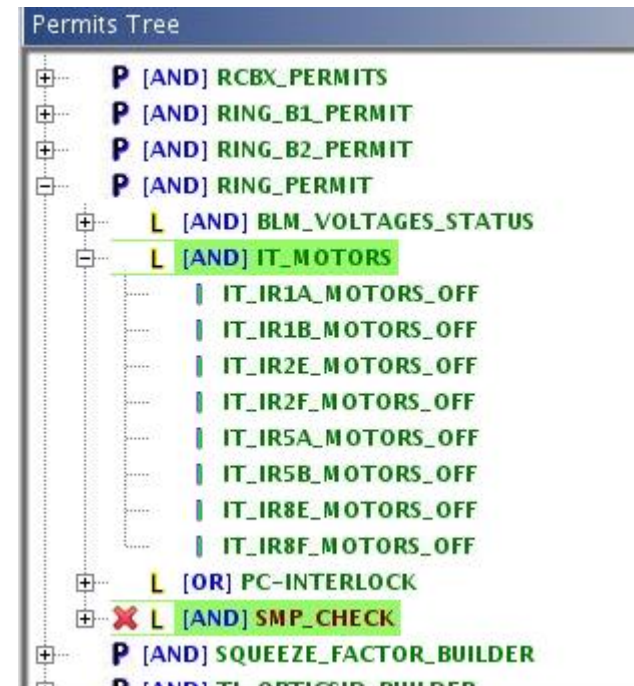 Permits Tree
P [AND] RCBX_PERMITS
P [AND] RING_B1_PERMIT
P [AND] RING_B2_PERMIT
P [AND] RING_PERMIT
L [AND] BLM_VOLTAGES_STATUS
L [AND] IT_MOTORS
IT_IR1A_MOTORS_OFF
IT_IR1B_MOTORS_OFF
IT_IR2E_MOTORS_OFF
IT_IR2F_MOTORS_OFF
IT_IR5A_MOTORS_OFF
IT_IR5B_MOTORS_OFF
IT_IR8E_MOTORS_OFF
IT_IR8F_MOTORS_OFF
L [OR] PC-INTERLOCK
L [AND] SMP_CHECK
P [AND] SQUEEZE_FACTOR_BUILDER
P [AND]